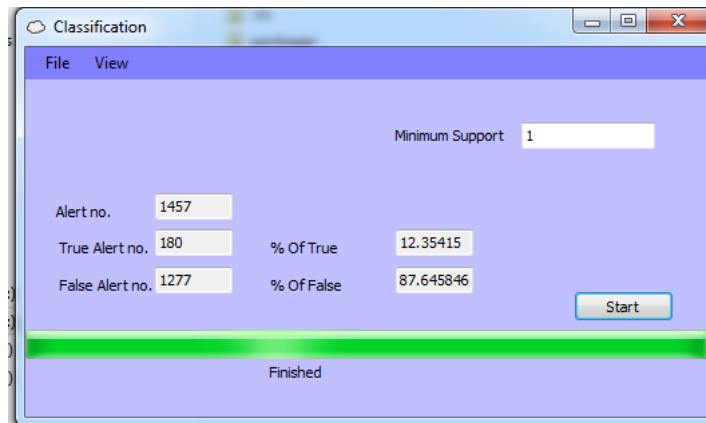 Classification
File View
Minimum Support 1
Alert no. 1457
True Alert no. 180 % Of True 12.35415
False Alert no. 1277 % Of False 87.645846
Start
Finished